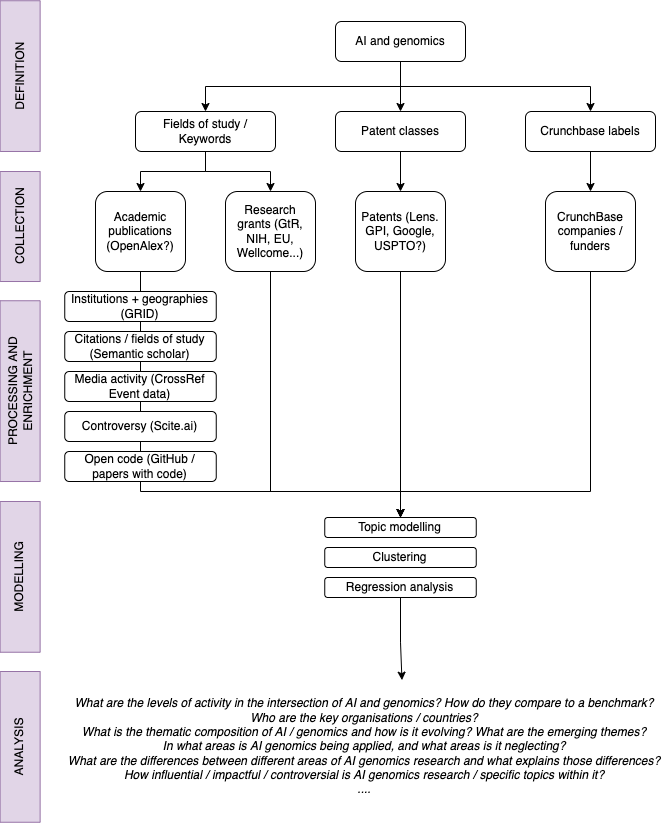 DEFINITION
AI and genomics
Fields of study /
Keywords
Patent classes
Crunchbase labels
COLLECTION
Academic
publications
(OpenAlex?)
Research
grants (GtR,
NIH, EU,
Wellcome...)
Patents (Lens.
GPI, Google,
USPTO?)
CrunchBase
companies /
funders
PROCESSING AND
ENRICHMENT
Institutions + geographies
(GRID)
Citations / fields of study
(Semantic scholar)
Media activity (CrossRef
Event data)
Controversy (Scite.ai)
Open code (GitHub /
papers with code)
MODELLING
Topic modelling
Clustering
Regression analysis
ANALYSIS
What are the levels of activity in the intersection of AI and genomics? How do they compare to a benchmark?
Who are the key organisations / countries?
What is the thematic composition of AI / genomics and how is it evolving? What are the emerging themes?
In what areas is AI genomics being applied, and what areas is it neglecting?
What are the differences between different areas of AI genomics research and what explains those differences?
How influential / impactful / controversial is AI genomics research / specific topics within it?
....